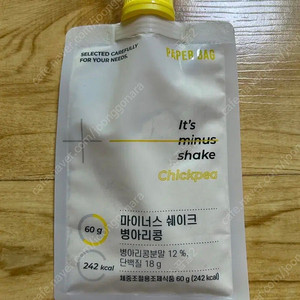 SELECTED CAREFULLY
FOR YOUR NEEDS.
PAPER BAG
It's
minus
shake
Chickpea
마이너스 쉐이크
병아리콩
60 g
병아리콩분말 12 %,
단백질 18 g
242 kcal
체중조절용조제식품 60 g (242 kcal)